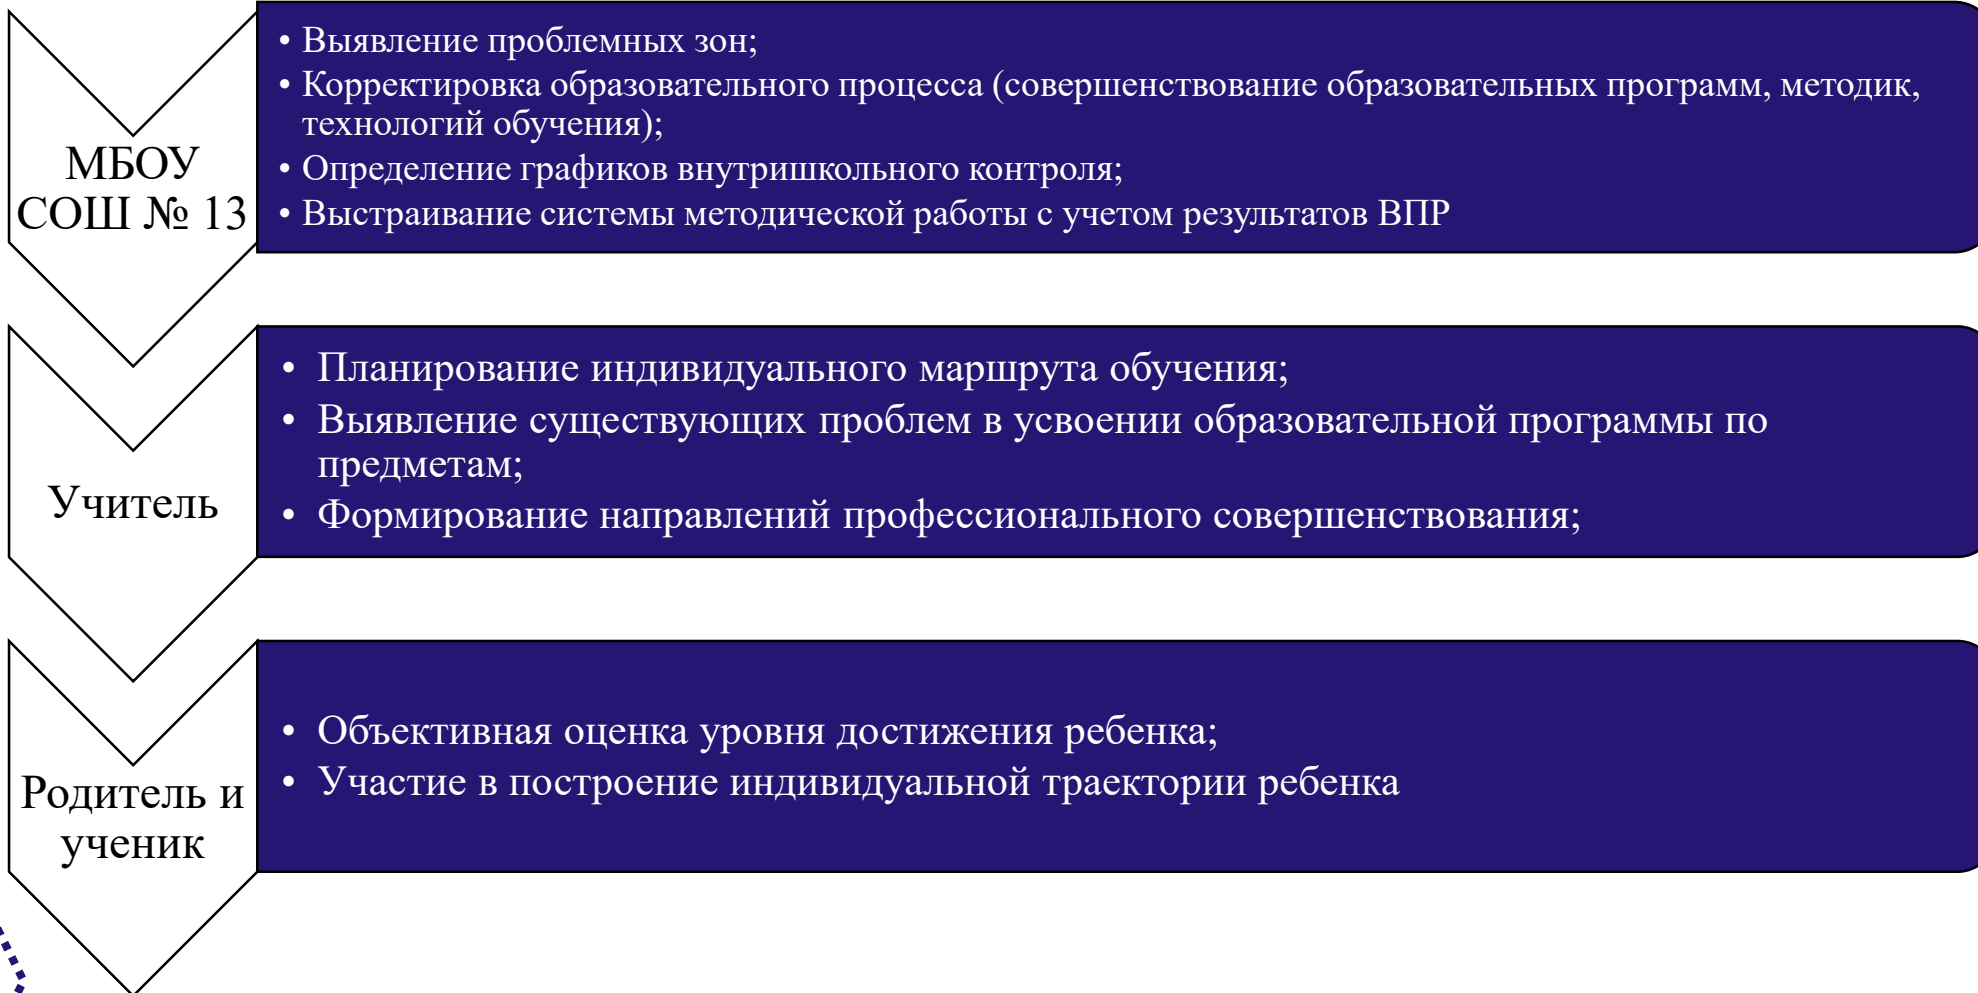 МБОУ
СОШ № 13
• Выявление проблемных зон;
• Корректировка образовательного процесса (совершенствование образовательных программ, методик,
технологий обучения);
• Определение графиков внутришкольного контроля;
• Выстраивание системы методической работы с учетом результатов ВПР
Учитель
• Планирование индивидуального маршрута обучения;
• Выявление существующих проблем в усвоении образовательной программы по
предметам;
• Формирование направлений профессионального совершенствования;
Родитель и
ученик
• Объективная оценка уровня достижения ребенка;
• Участие в построение индивидуальной траектории ребенка